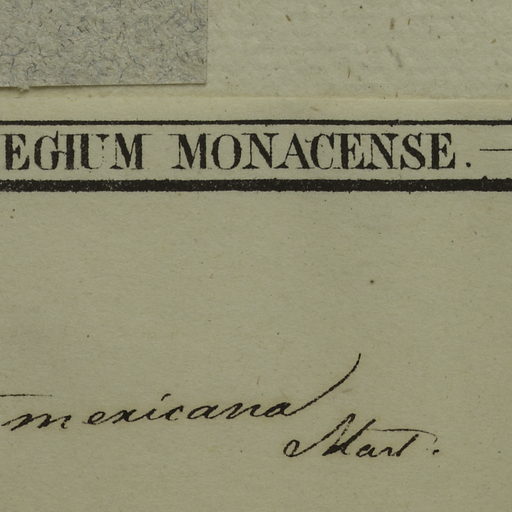 EGIUM MONACENSE. —
mexicana
Mart.